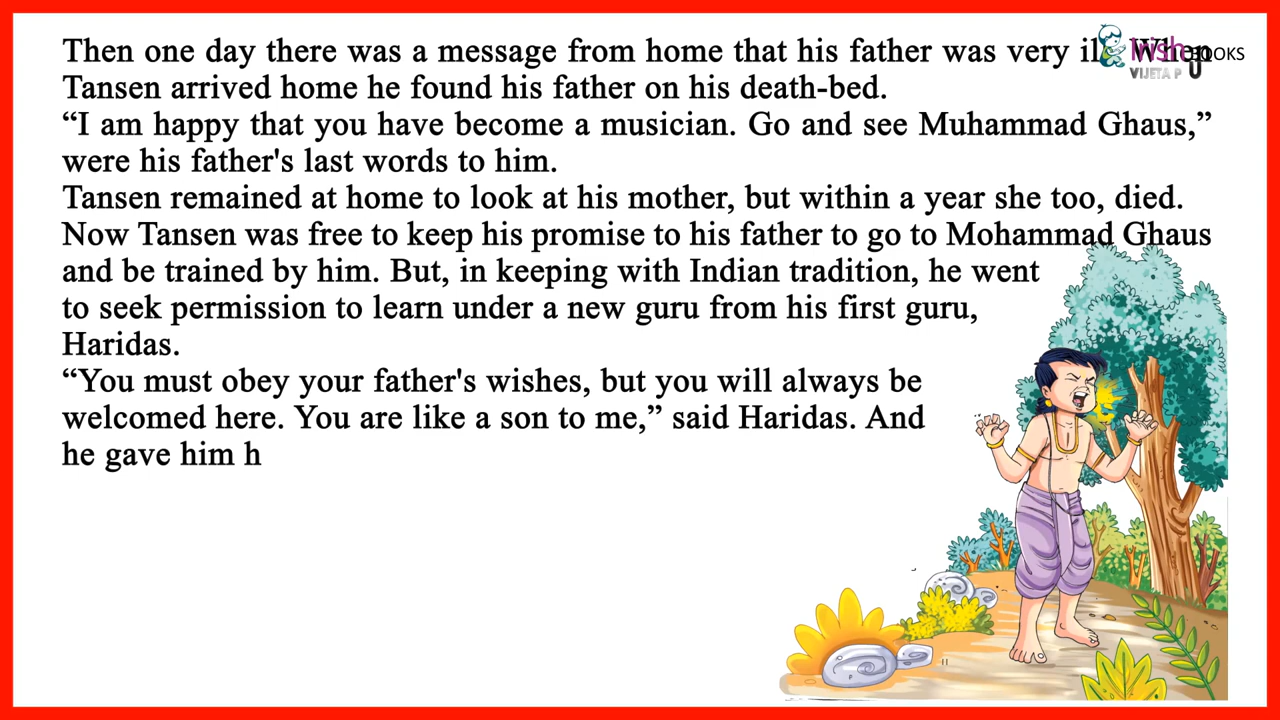 Then one day there was a message from home that his father was very ill. When
Tansen arrived home he found his father on his death-bed.
“I am happy that you have become a musician. Go and see Muhammad Ghaus,”
were his father's last words to him.
Tansen remained at home to look at his mother, but within a year she too, died.
Now Tansen was free to keep his promise to his father to go to Mohammad Ghaus
and be trained by him. But, in keeping with Indian tradition, he went
to seek permission to learn under a new guru from his first guru,
Haridas.
“You must obey your father's wishes, but you will always be
welcomed here. You are like a son to me,” said Haridas. And
he gave him h
Irish BOOKS
VIJETA P